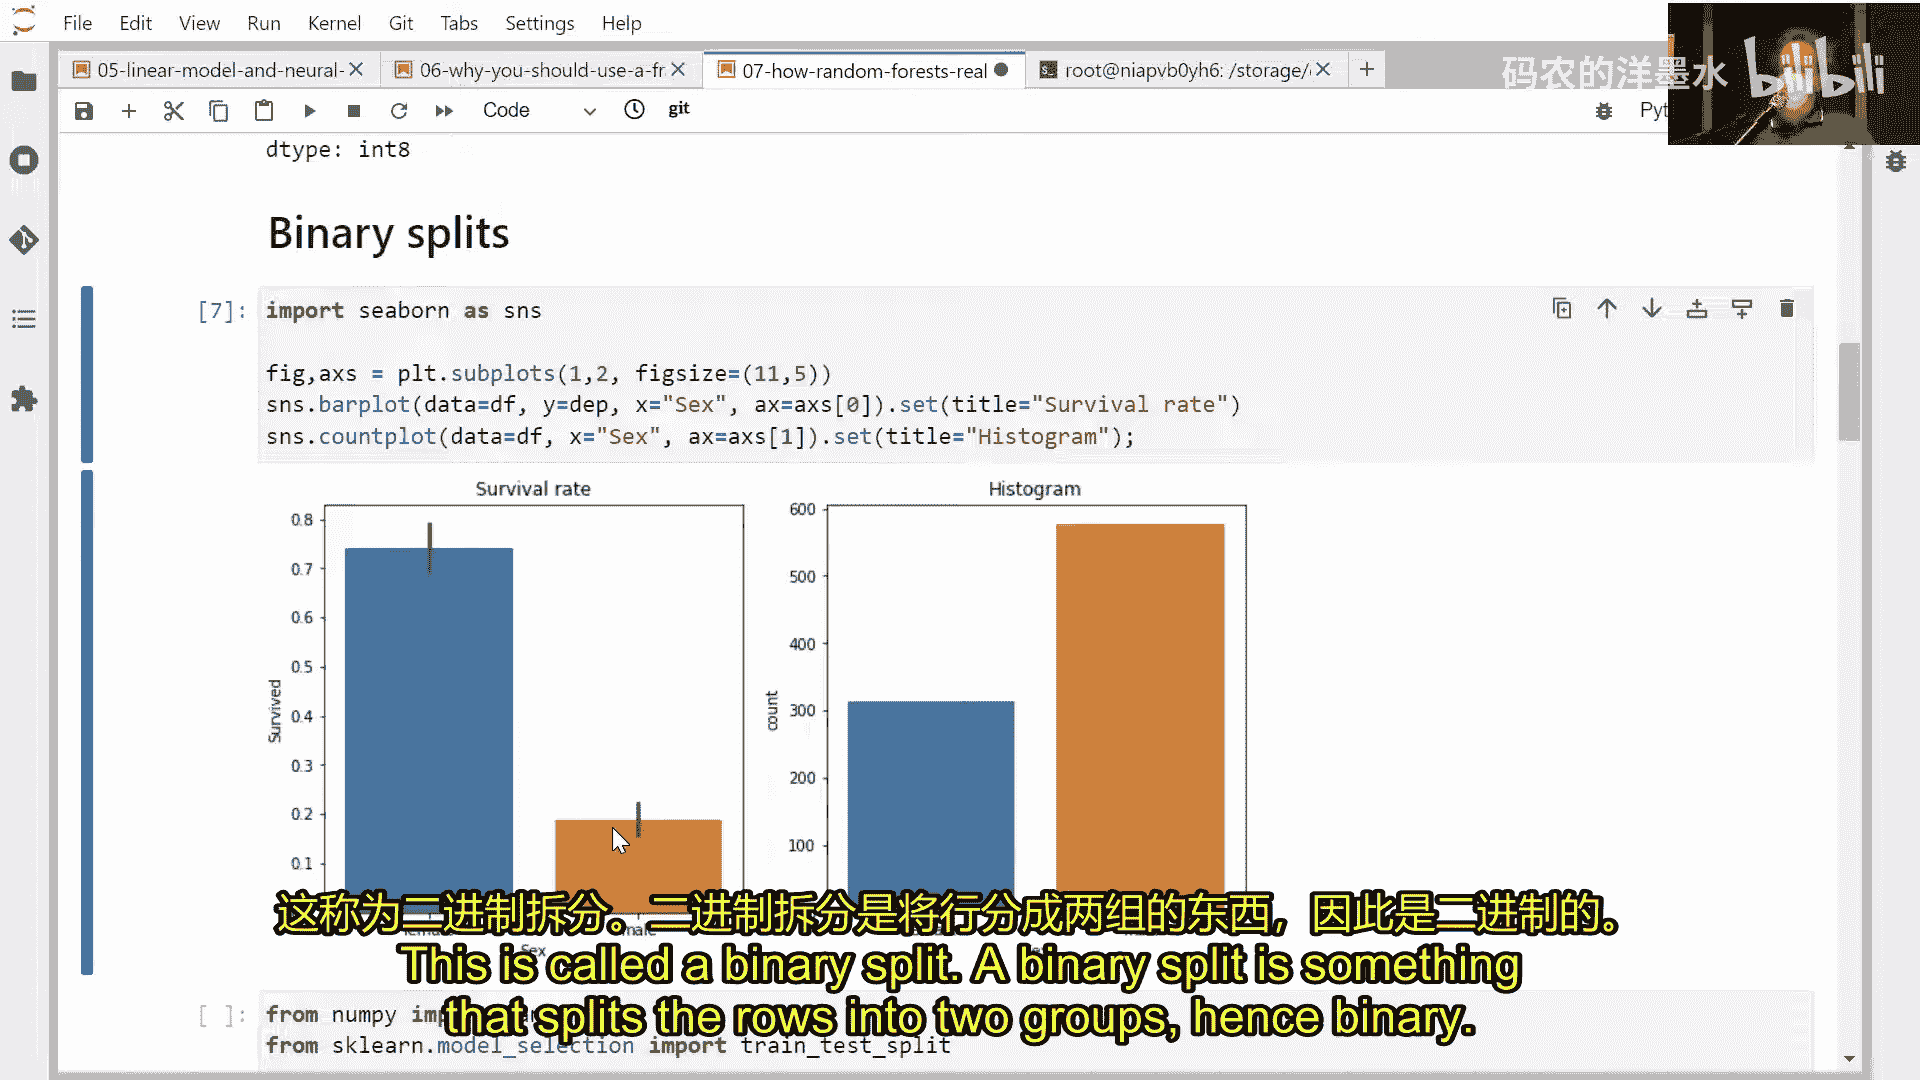 File Edit View Run Kernel Git Tabs Settings Help
05-linear-model-and-neural- 06-why-you-should-use-a-fr 07-how-random-forests-real root@niapvb0yh6: /storage/
码农的洋墨水 bilibili
Code git Pyt
dtype: int8
Binary splits
[7]: import seaborn as sns
fig,axs = plt.subplots(1,2, figsize=(11,5))
sns.barplot(data=df, y=dep, x="Sex", ax=axs[0]).set(title="Survival rate")
sns.countplot(data=df, x="Sex", ax=axs[1]).set(title="Histogram");
Survival rate
0.8
0.7
0.6
0.5
0.4
0.3
0.2
0.1
Survived
Sex
male
Histogram
600
500
400
300
200
100
count
这称为二进制拆分。二进制拆分是将行分成两组的东西，因此是二进制的。
This is called a binary split. A binary split is something
that splits the rows into two groups, hence binary.
[ ]: from numpy
from sklearn.model_selection import train_test_split